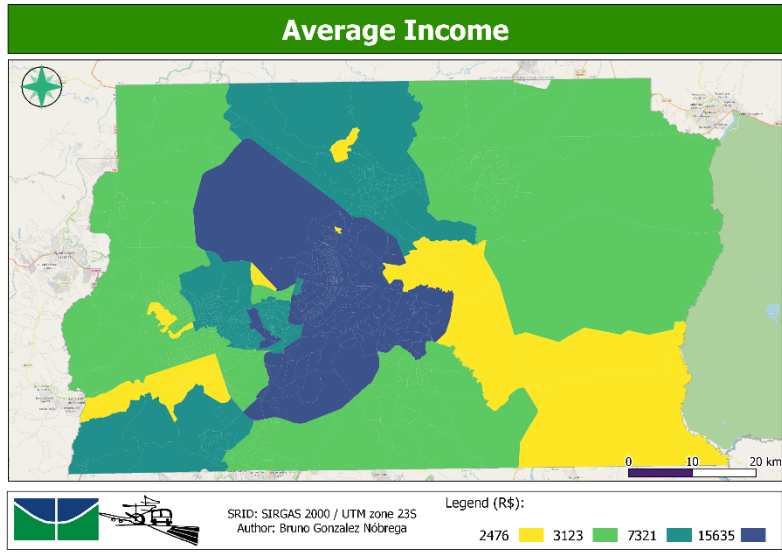 Average Income
0 10 20 km
SRID: SIRGAS 2000 / UTM zone 23S
Author: Bruno Gonzalez Nóbrega
Legend (R$):
2476 3123 7321 15635